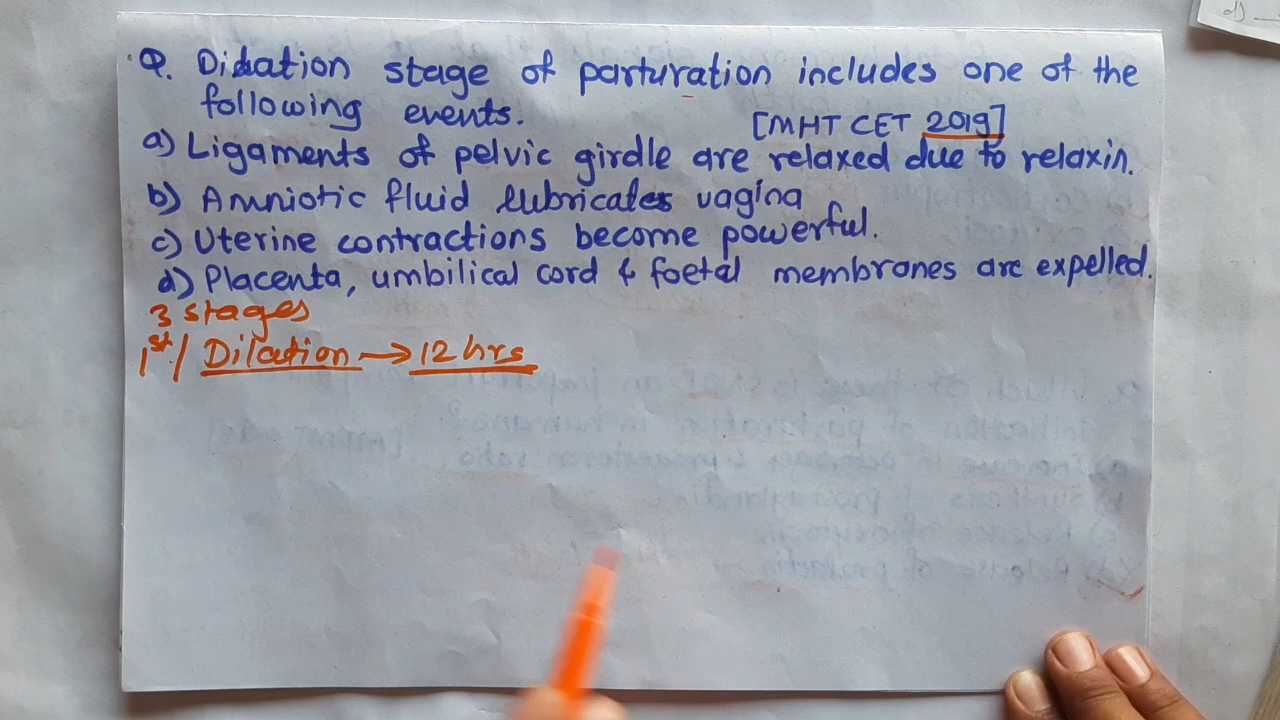 Q. Dilation stage of parturation includes one of the
following events.
[MHT CET 2019]
a) Ligaments of pelvic girdle are relaxed due to relaxin.
b) Amniotic fluid lubricates vagina
c) Uterine contractions become powerful.
d) Placenta, umbilical cord & foetal membranes are expelled.
3 stages
1st/ Dilation → 12 hrs
d)